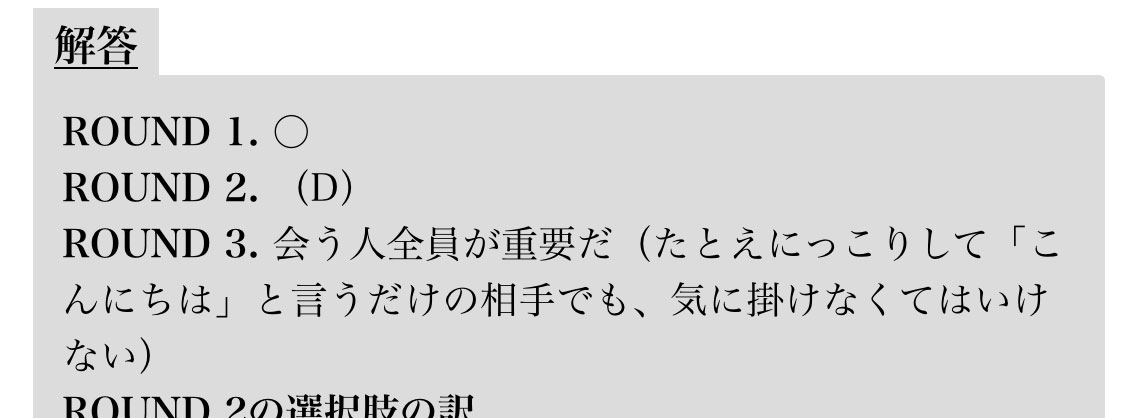 解答
ROUND 1. ○
ROUND 2. （D）
ROUND 3. 会う人全員が重要だ（たとえにっこりして「こ
んにちは」と言うだけの相手でも、気に掛けなくてはいけ
ない）
ROUND 2の選択肢の訳